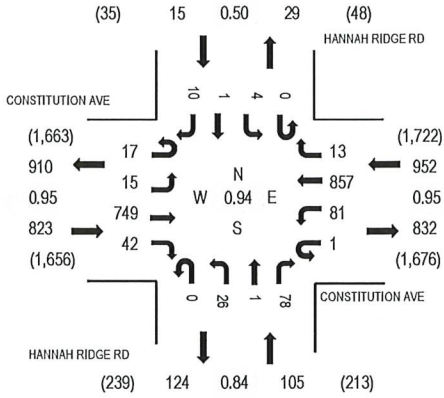 (35) 15 0.50 29 (48)
HANNAH RIDGE RD
CONSTITUTION AVE
10 1 4 0
(1,663) (1,722)
910 17 13 952
15 N 857
0.95 W 0.94 E 0.95
823 749 S 81 832
42 1
(1,656) (1,676)
0 26 1 78
CONSTITUTION AVE
HANNAH RIDGE RD
(239) 124 0.84 105 (213)